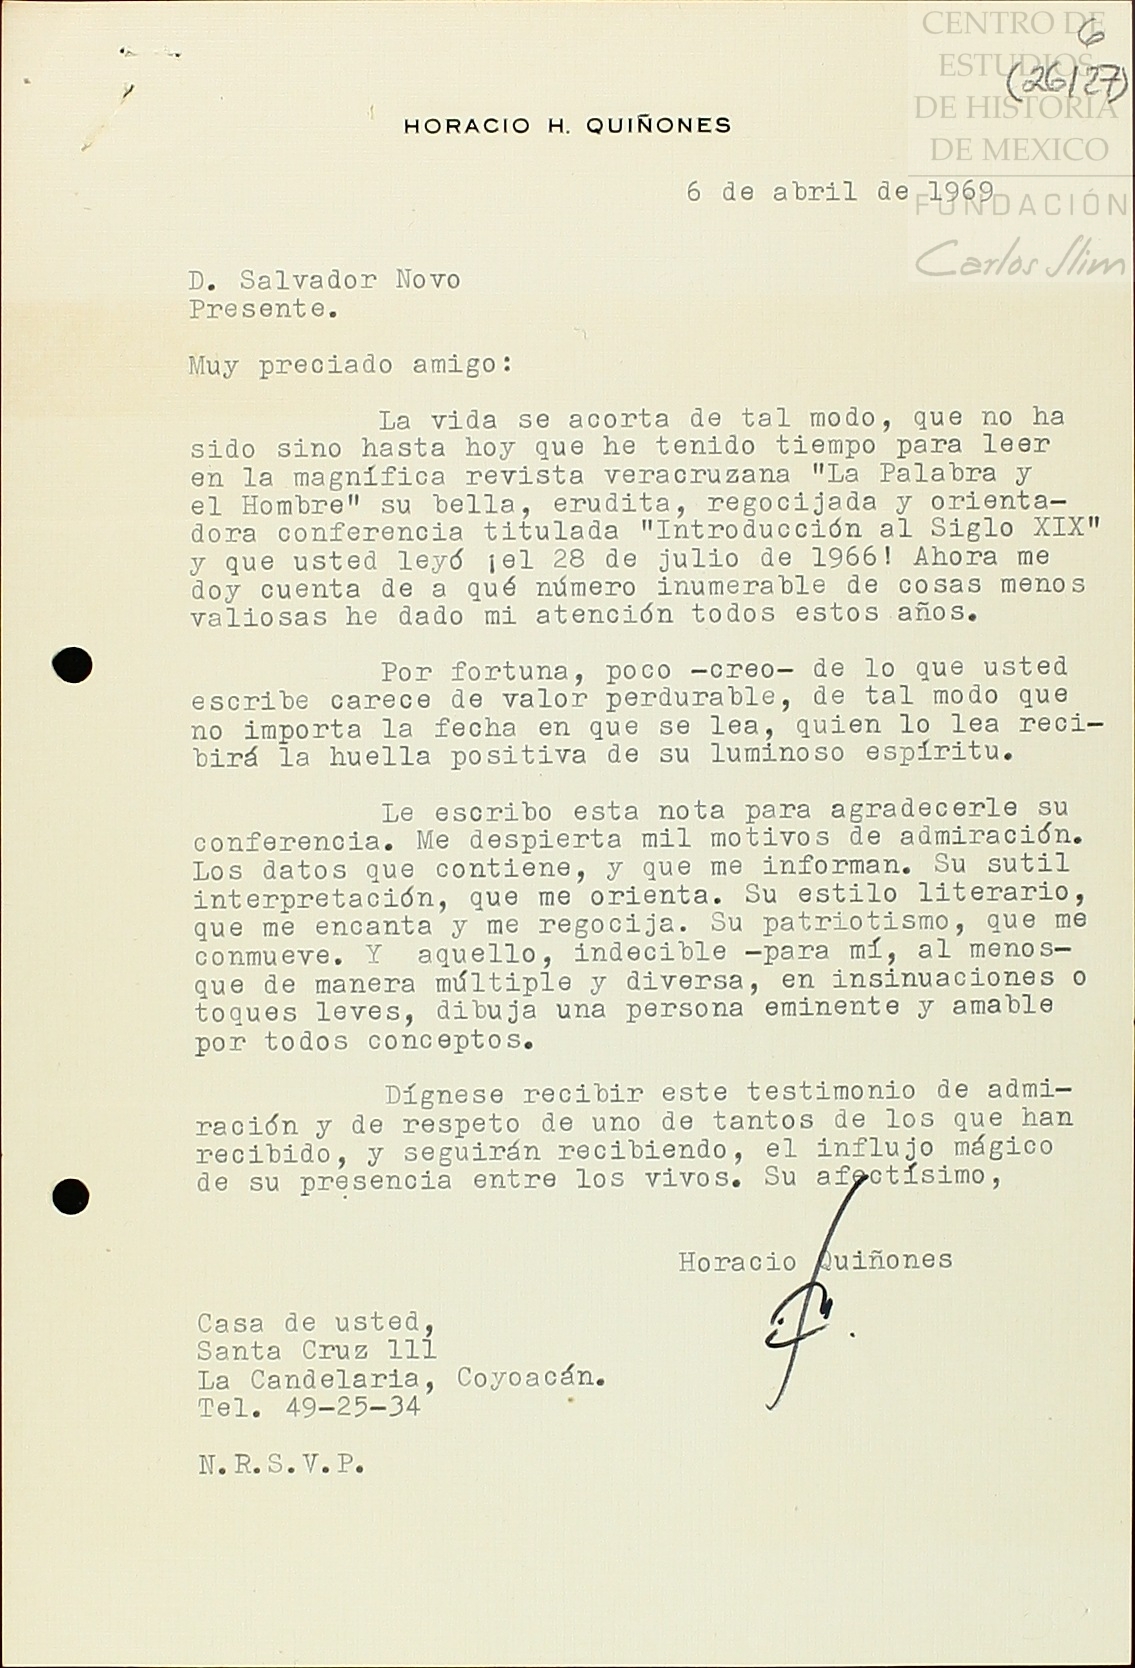 CENTRO DE
ESTUDIOS
DE HISTORIA
DE MEXICO
FUNDACIÓN
Carlos Slim
6
(26/27)
HORACIO H. QUIÑONES
6 de abril de 1969
D. Salvador Novo
Presente.
Muy preciado amigo:
La vida se acorta de tal modo, que no ha
sido sino hasta hoy que he tenido tiempo para leer
en la magnífica revista veracruzana "La Palabra y
el Hombre" su bella, erudita, regocijada y orienta-
dora conferencia titulada "Introducción al Siglo XIX"
y que usted leyó ¡el 28 de julio de 1966! Ahora me
doy cuenta de a qué número inumerable de cosas menos
valiosas he dado mi atención todos estos años.
Por fortuna, poco -creo- de lo que usted
escribe carece de valor perdurable, de tal modo que
no importa la fecha en que se lea, quien lo lea reci-
birá la huella positiva de su luminoso espíritu.
Le escribo esta nota para agradecerle su
conferencia. Me despierta mil motivos de admiración.
Los datos que contiene, y que me informan. Su sutil
interpretación, que me orienta. Su estilo literario,
que me encanta y me regocija. Su patriotismo, que me
conmueve. Y aquello, indecible -para mí, al menos-
que de manera múltiple y diversa, en insinuaciones o
toques leves, dibuja una persona eminente y amable
por todos conceptos.
Dígnese recibir este testimonio de admi-
ración y de respeto de uno de tantos de los que han
recibido, y seguirán recibiendo, el influjo mágico
de su presencia entre los vivos. Su afectísimo,
Horacio Quiñones
Casa de usted,
Santa Cruz 111
La Candelaria, Coyoacán.
Tel. 49-25-34
N.R.S.V.P.